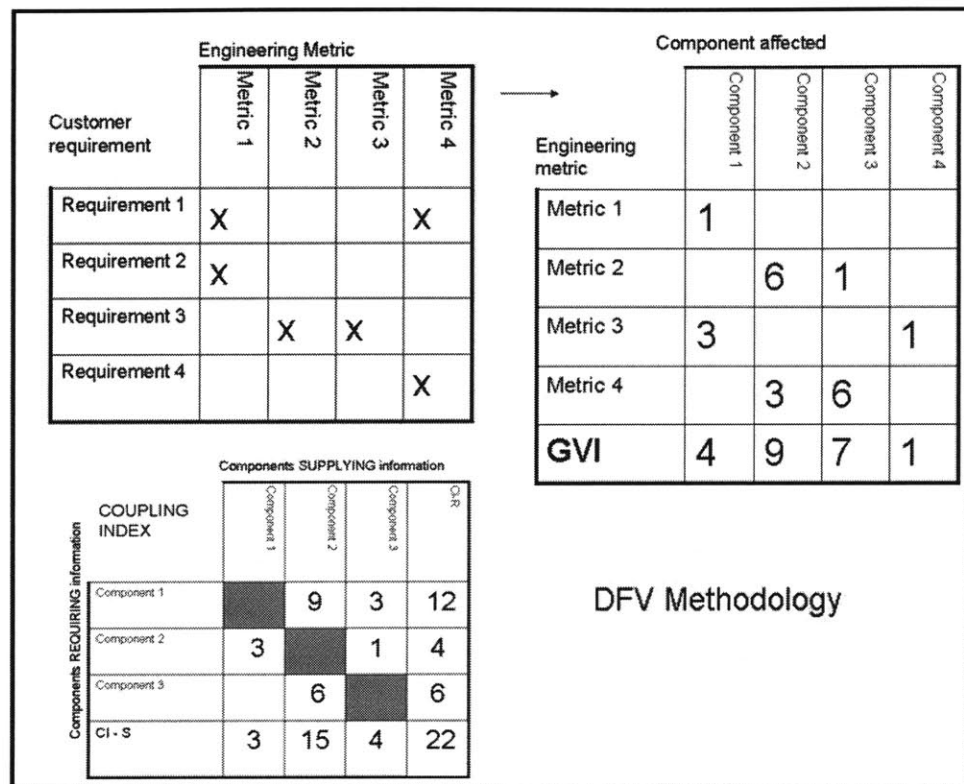 Engineering Metric
Customer requirement
Metric 1 Metric 2 Metric 3 Metric 4
Requirement 1 X X
Requirement 2 X
Requirement 3 X X
Requirement 4 X
Component affected
Engineering metric
Component 1 Component 2 Component 3 Component 4
Metric 1 1
Metric 2 6 1
Metric 3 3 1
Metric 4 3 6
GVI 4 9 7 1
Components SUPPLYING information
COUPLING INDEX
Component 1 Component 2 Component 3 CI-R
Components REQUIRING information
Component 1 9 3 12
Component 2 3 1 4
Component 3 6 6
CI - S 3 15 4 22
DFV Methodology